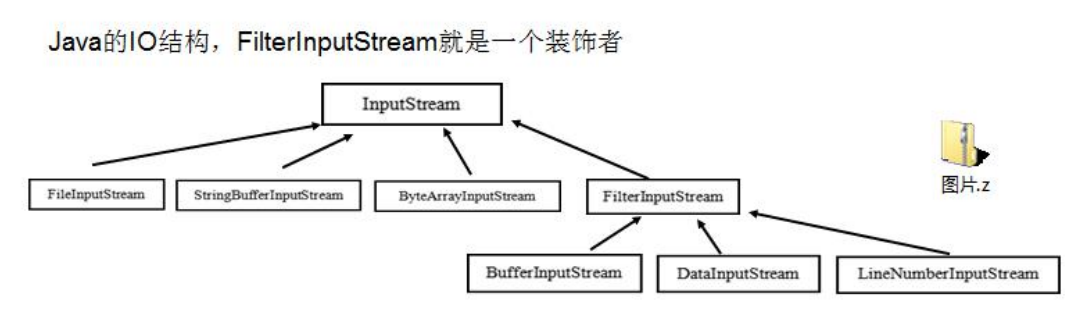 Java的IO结构，FilterInputStream就是一个装饰者
InputStream
FileInputStream
StringBufferInputStream
ByteArrayInputStream
FilterInputStream
图片.z
BufferInputStream
DataInputStream
LineNumberInputStream